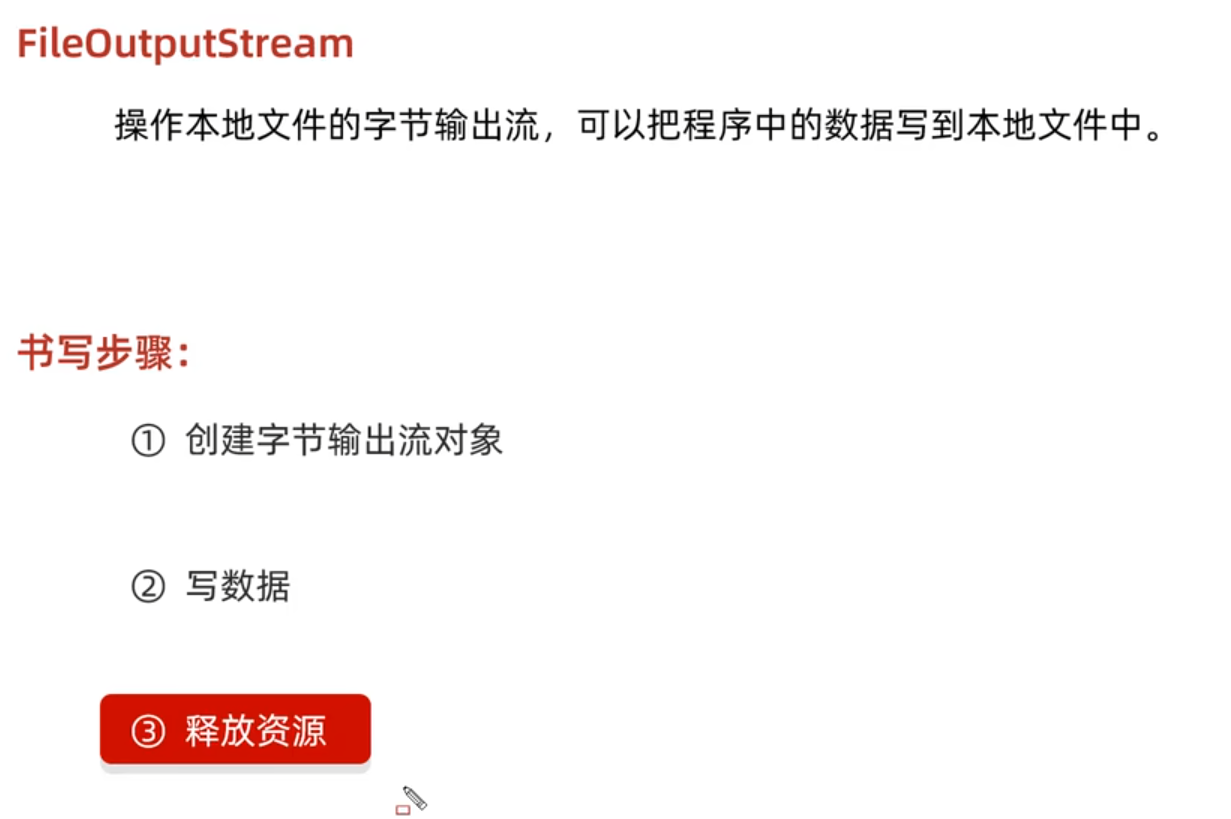 FileOutputStream
操作本地文件的字节输出流，可以把程序中的数据写到本地文件中。
书写步骤：
① 创建字节输出流对象
② 写数据
③ 释放资源